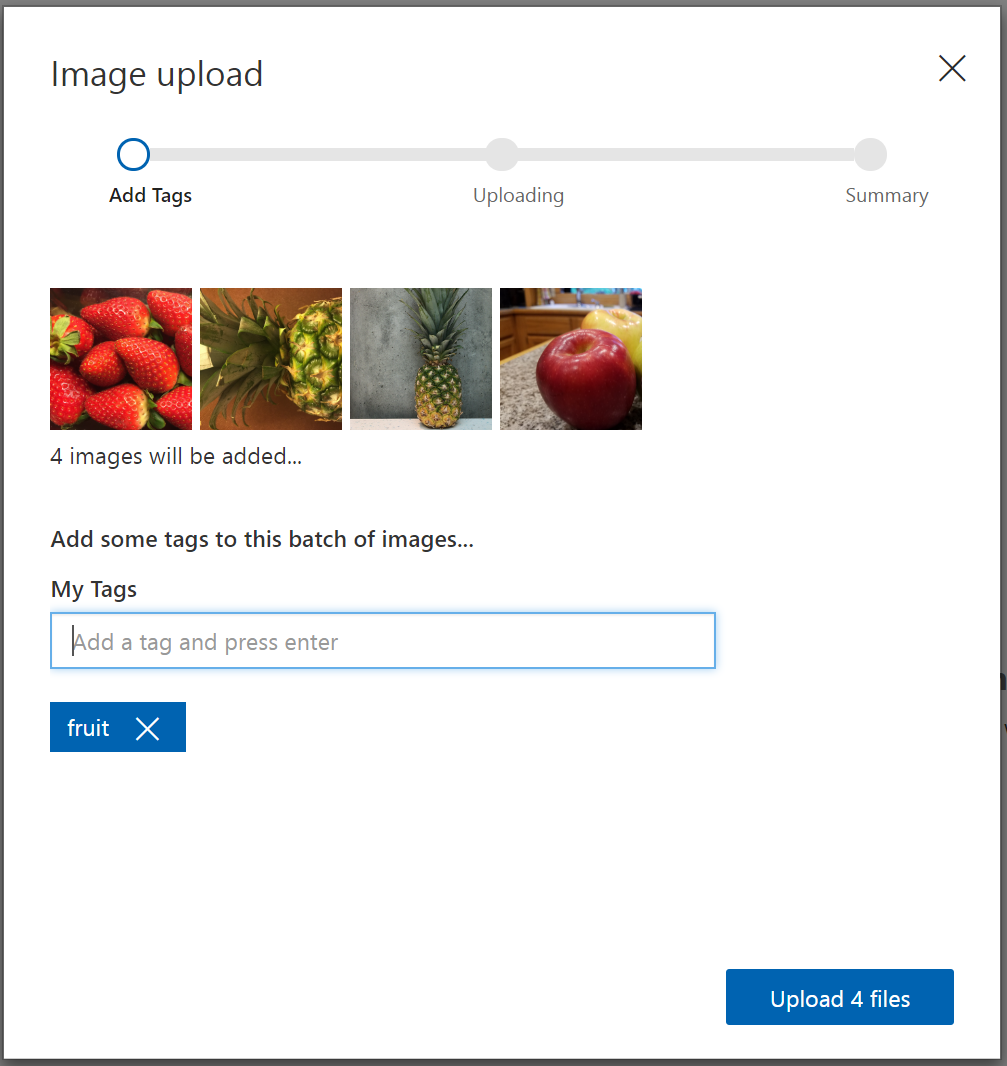 Image upload
Add Tags
Uploading
Summary
4 images will be added...
Add some tags to this batch of images...
My Tags
Add a tag and press enter
fruit
Upload 4 files